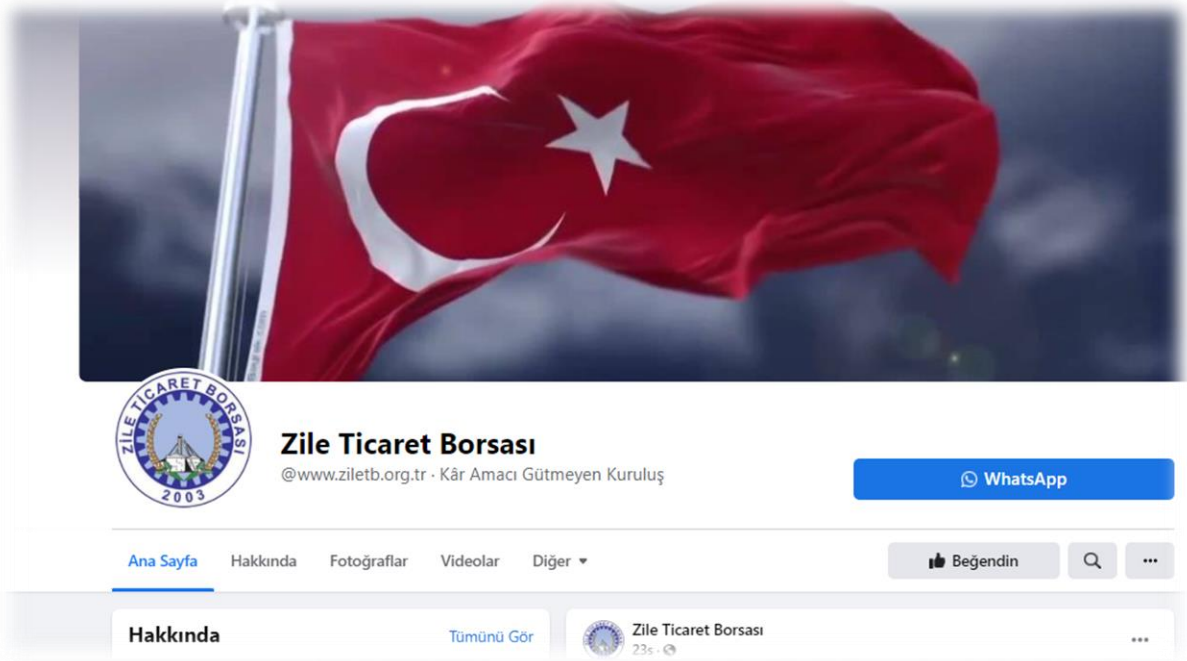 ZİLE TİCARET BORSASI
2003
Zile Ticaret Borsası
@www.ziletb.org.tr · Kâr Amacı Gütmeyen Kuruluş
WhatsApp
Ana Sayfa Hakkında Fotoğraflar Videolar Diğer
Beğendin
Hakkında Tümünü Gör
Zile Ticaret Borsası
23s ·